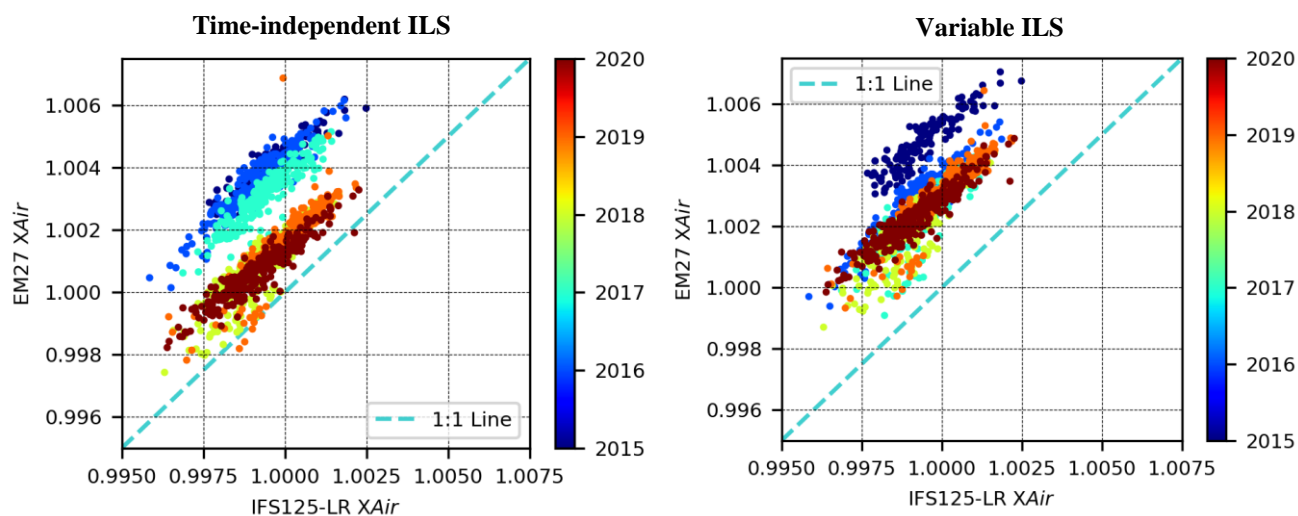 Time-independent ILS
EM27 XAir
1.006
1.004
1.002
1.000
0.998
0.996
0.9950 0.9975 1.0000 1.0025 1.0050 1.0075
IFS125-LR XAir
1:1 Line
2020
2019
2018
2017
2016
2015
Variable ILS
EM27 XAir
1.006
1.004
1.002
1.000
0.998
0.996
0.9950 0.9975 1.0000 1.0025 1.0050 1.0075
IFS125-LR XAir
1:1 Line
2020
2019
2018
2017
2016
2015